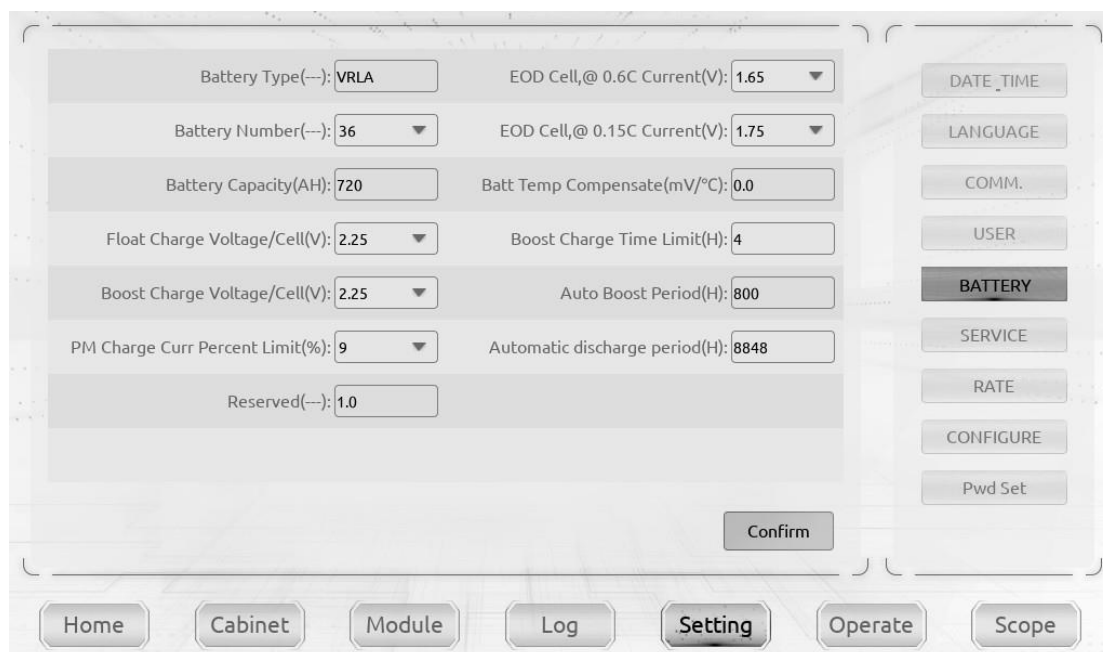 Battery Type(---): VRLA EOD Cell,@ 0.6C Current(V): 1.65
Battery Number(---): 36 EOD Cell,@ 0.15C Current(V): 1.75
Battery Capacity(AH): 720 Batt Temp Compensate(mV/°C): 0.0
Float Charge Voltage/Cell(V): 2.25 Boost Charge Time Limit(H): 4
Boost Charge Voltage/Cell(V): 2.25 Auto Boost Period(H): 800
PM Charge Curr Percent Limit(%): 9 Automatic discharge period(H): 8848
Reserved(---): 1.0
Confirm
DATE_TIME
LANGUAGE
COMM.
USER
BATTERY
SERVICE
RATE
CONFIGURE
Pwd Set
Home Cabinet Module Log Setting Operate Scope